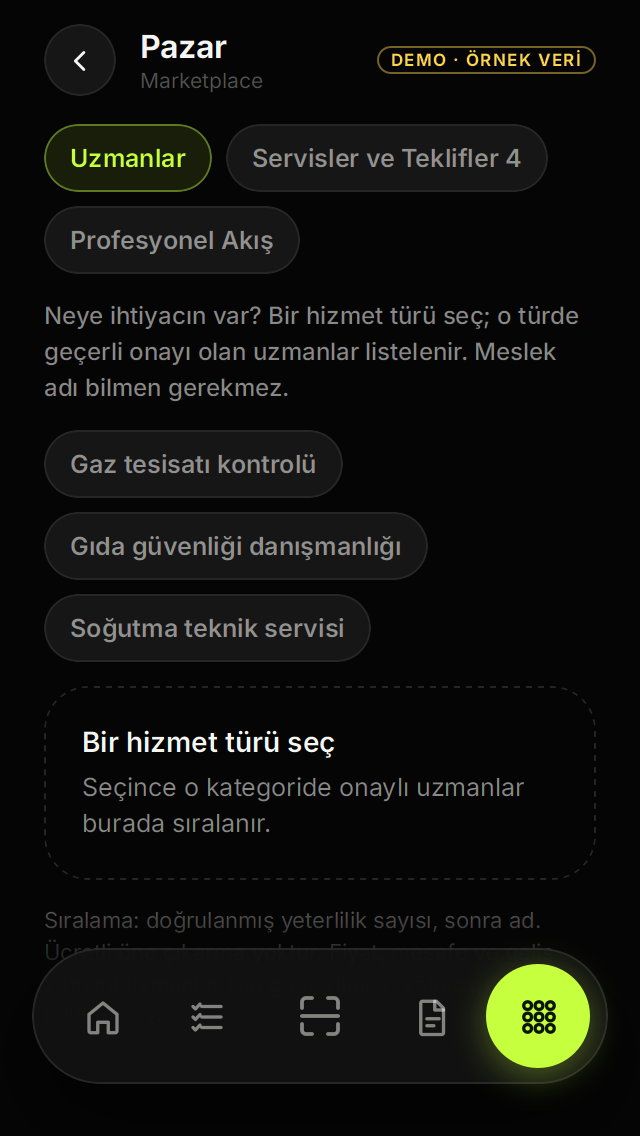 Pazar
Marketplace
DEMO · ÖRNEK VERİ
Uzmanlar
Servisler ve Teklifler 4
Profesyonel Akış
Neye ihtiyacın var? Bir hizmet türü seç; o türde
geçerli onayı olan uzmanlar listelenir. Meslek
adı bilmen gerekmez.
Gaz tesisatı kontrolü
Gıda güvenliği danışmanlığı
Soğutma teknik servisi
Bir hizmet türü seç
Seçince o kategoride onaylı uzmanlar
burada sıralanır.
Sıralama: doğrulanmış yeterlilik sayısı, sonra ad.